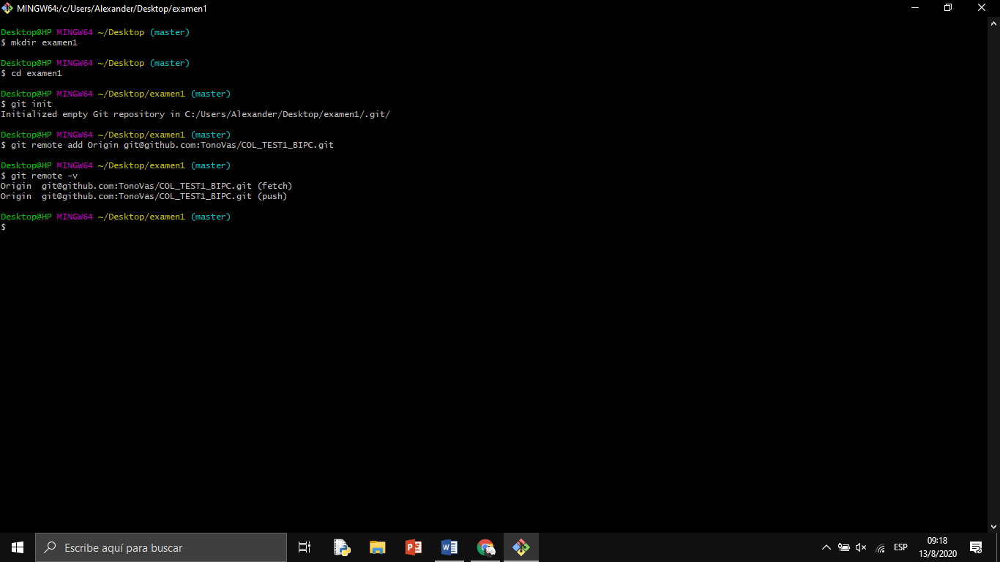 MINGW64:/c/Users/Alexander/Desktop/examen1
Desktop@HP MINGW64 ~/Desktop (master)
$ mkdir examen1
Desktop@HP MINGW64 ~/Desktop (master)
$ cd examen1
Desktop@HP MINGW64 ~/Desktop/examen1 (master)
$ git init
Initialized empty Git repository in C:/Users/Alexander/Desktop/examen1/.git/
Desktop@HP MINGW64 ~/Desktop/examen1 (master)
$ git remote add Origin git@github.com:TonoVas/COL_TEST1_BIPC.git
Desktop@HP MINGW64 ~/Desktop/examen1 (master)
$ git remote -v
Origin  git@github.com:TonoVas/COL_TEST1_BIPC.git (fetch)
Origin  git@github.com:TonoVas/COL_TEST1_BIPC.git (push)
Desktop@HP MINGW64 ~/Desktop/examen1 (master)
$
Escribe aquí para buscar
ESP
09:18
13/8/2020